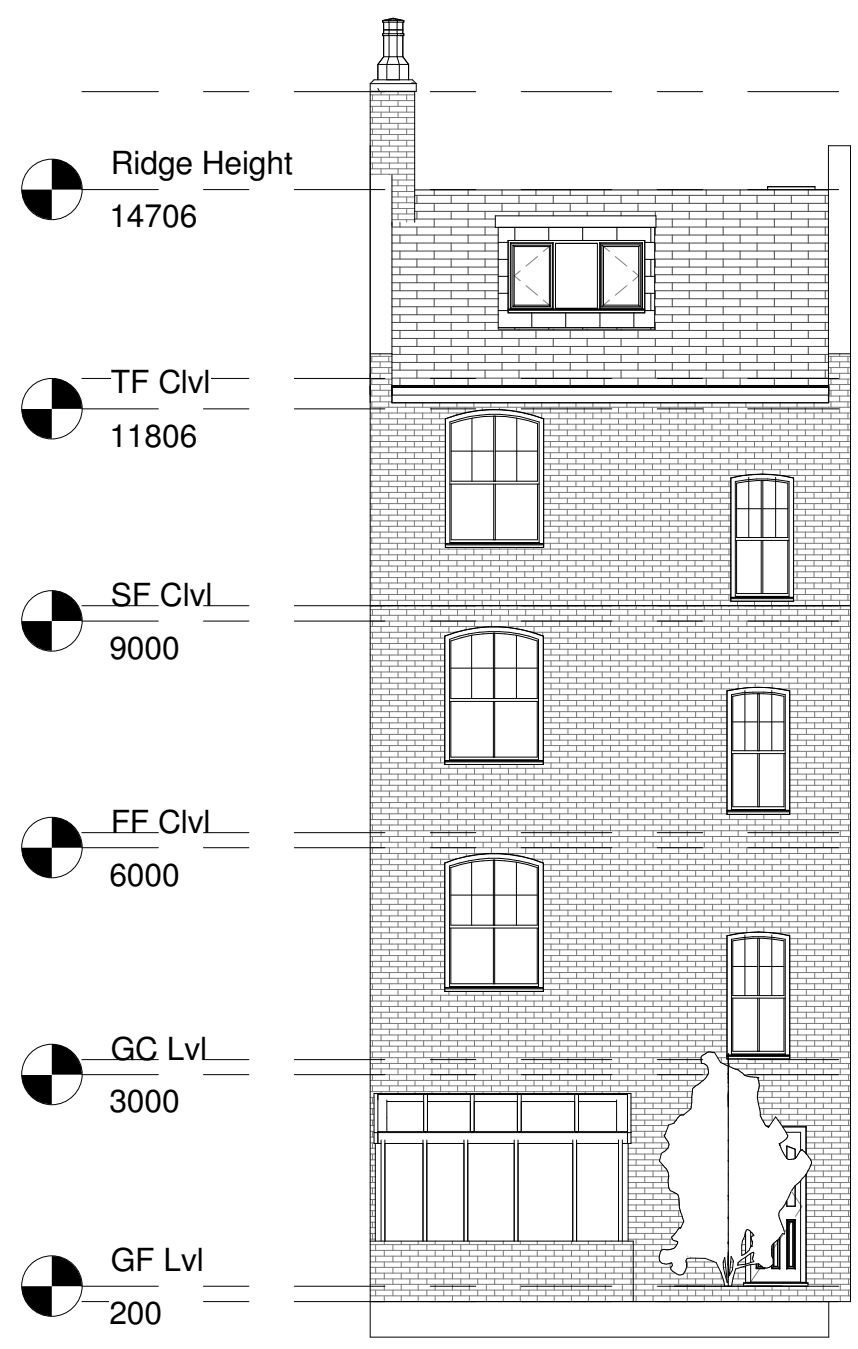 Ridge Height
14706
TF Clvl
11806
SF Clvl
9000
FF Clvl
6000
GC Lvl
3000
GF Lvl
200